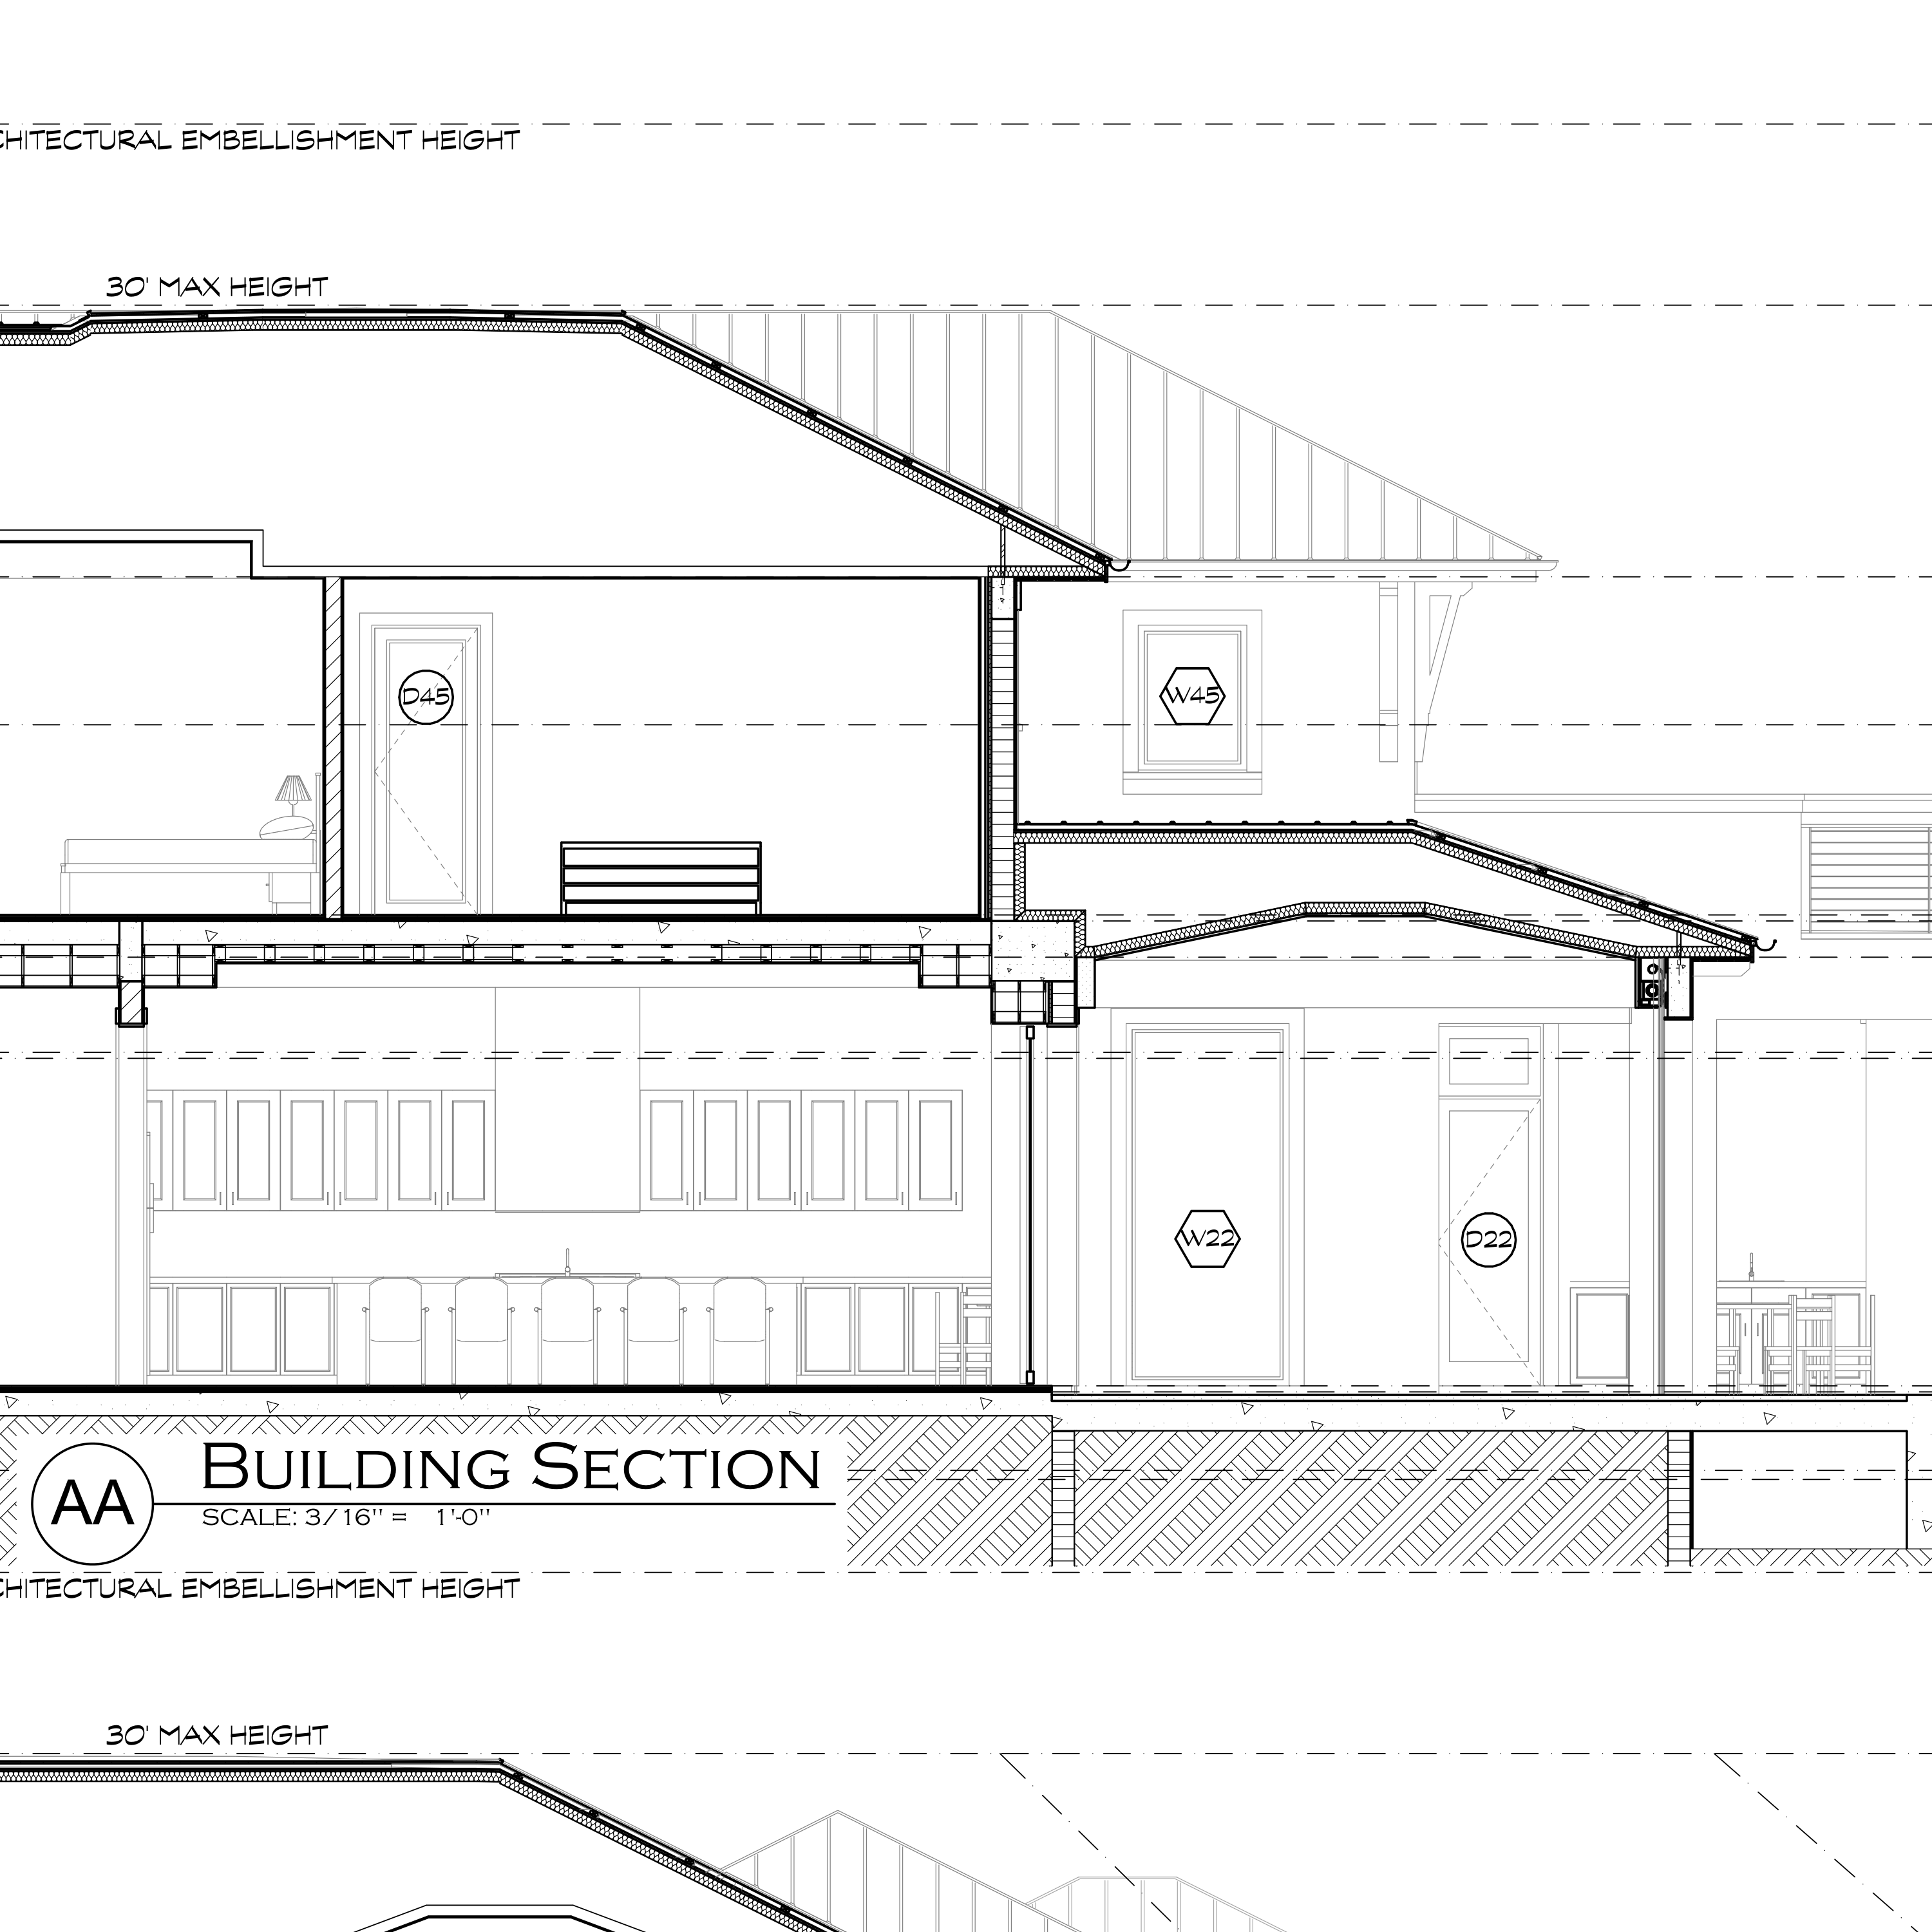 CHITECTURAL EMBELLISHMENT HEIGHT
30' MAX HEIGHT
D45
W45
W22
D22
AA
BUILDING SECTION
SCALE: 3/16" = 1'-0"
CHITECTURAL EMBELLISHMENT HEIGHT
30' MAX HEIGHT